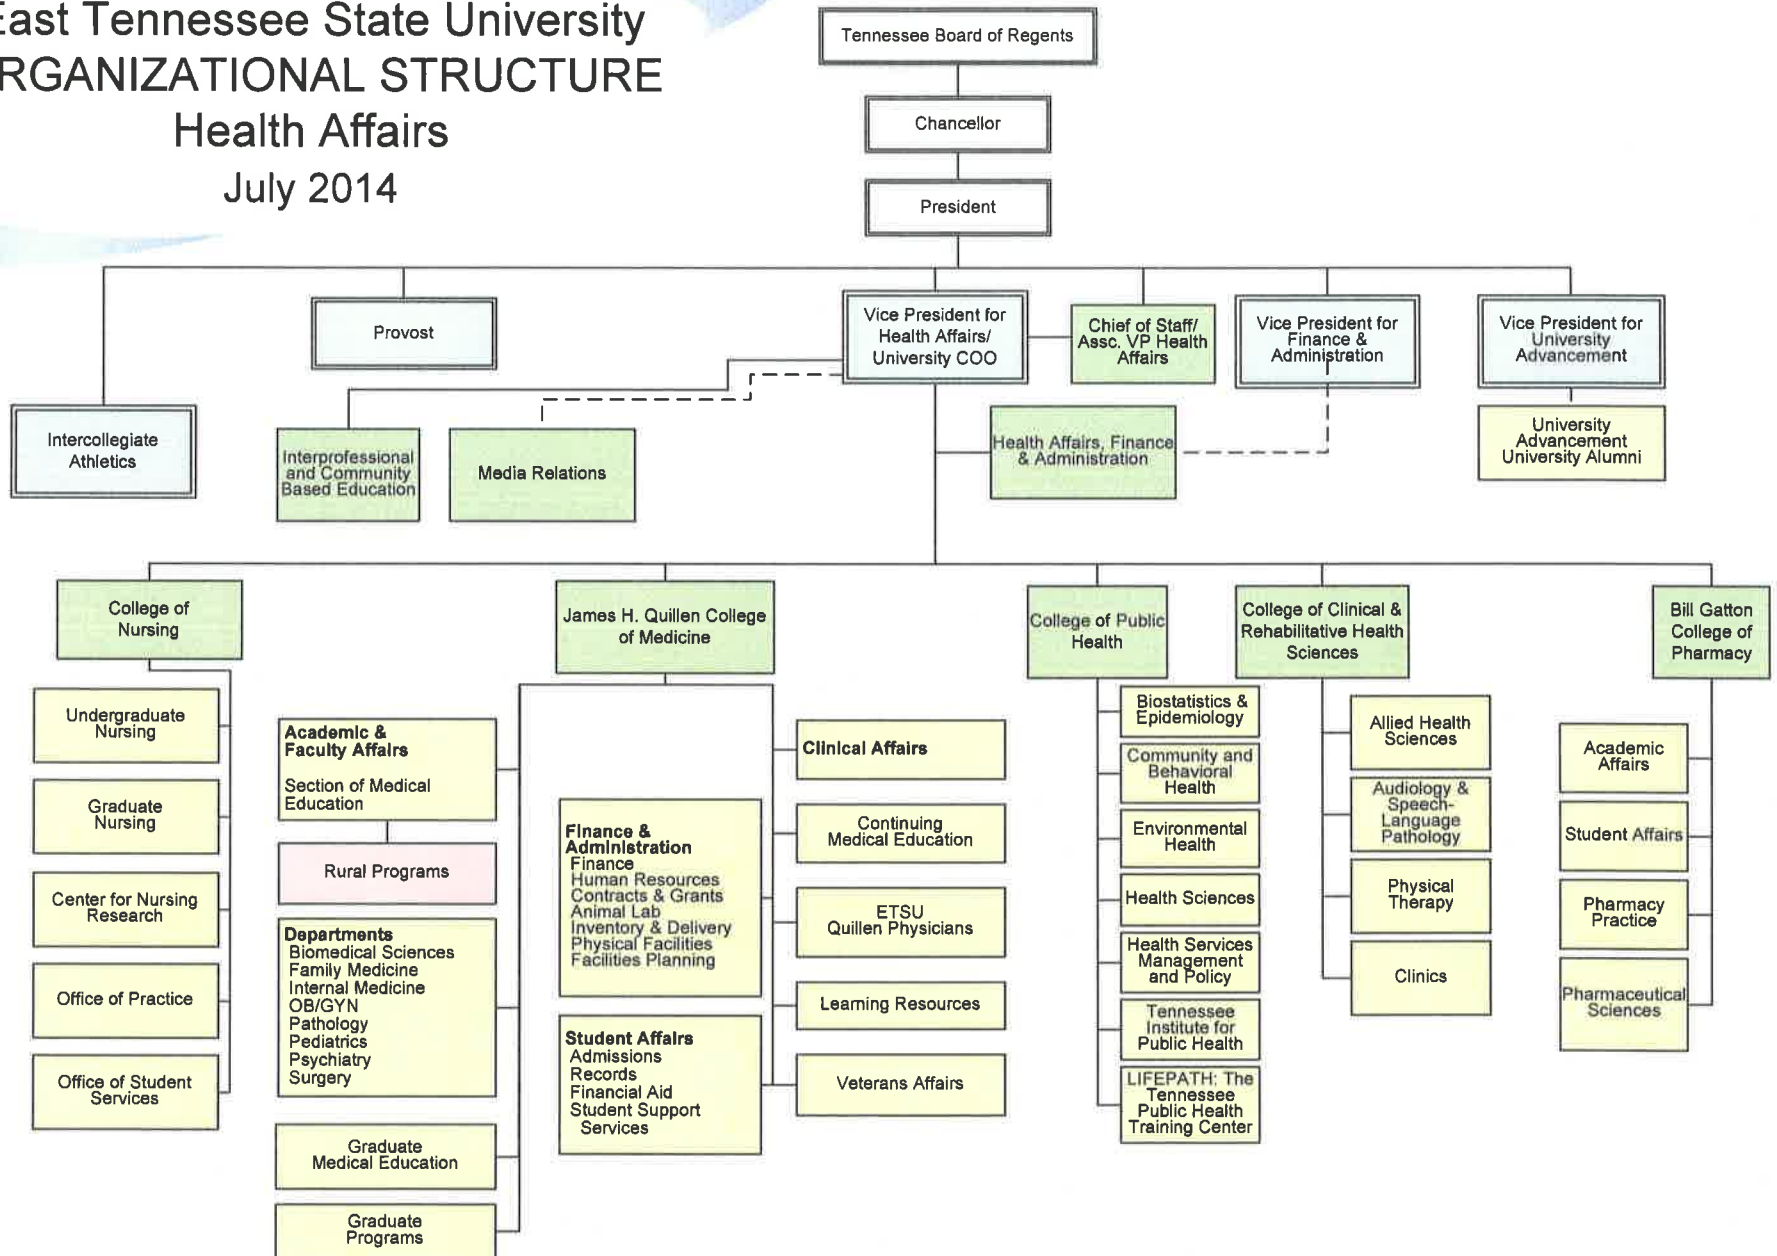 East Tennessee State University
RGANIZATIONAL STRUCTURE
Health Affairs
July 2014
Tennessee Board of Regents
Chancellor
President
Provost
Vice President for
Health Affairs/
University COO
Chief of Staff/
Assc. VP Health
Affairs
Vice President for
Finance &
Administration
Vice President for
University
Advancement
Intercollegiate
Athletics
Interprofessional
and Community
Based Education
Media Relations
Health Affairs, Finance
& Administration
University
Advancement
University Alumni
College of
Nursing
James H. Quillen College
of Medicine
College of Public
Health
College of Clinical &
Rehabilitative Health
Sciences
Bill Gatton
College of
Pharmacy
Undergraduate
Nursing
Graduate
Nursing
Center for Nursing
Research
Office of Practice
Office of Student
Services
Academic &
Faculty Affairs
Section of Medical
Education
Rural Programs
Departments
Biomedical Sciences
Family Medicine
Internal Medicine
OB/GYN
Pathology
Pediatrics
Psychiatry
Surgery
Graduate
Medical Education
Graduate
Programs
Finance &
Administration
Finance
Human Resources
Contracts & Grants
Animal Lab
Inventory & Delivery
Physical Facilities
Facilities Planning
Student Affairs
Admissions
Records
Financial Aid
Student Support
Services
Clinical Affairs
Continuing
Medical Education
ETSU
Quillen Physicians
Learning Resources
Veterans Affairs
Biostatistics &
Epidemiology
Community and
Behavioral
Health
Environmental
Health
Health Sciences
Health Services
Management
and Policy
Tennessee
Institute for
Public Health
LIFEPATH: The
Tennessee
Public Health
Training Center
Allied Health
Sciences
Audiology &
Speech-
Language
Pathology
Physical
Therapy
Clinics
Academic
Affairs
Student Affairs
Pharmacy
Practice
Pharmaceutical
Sciences